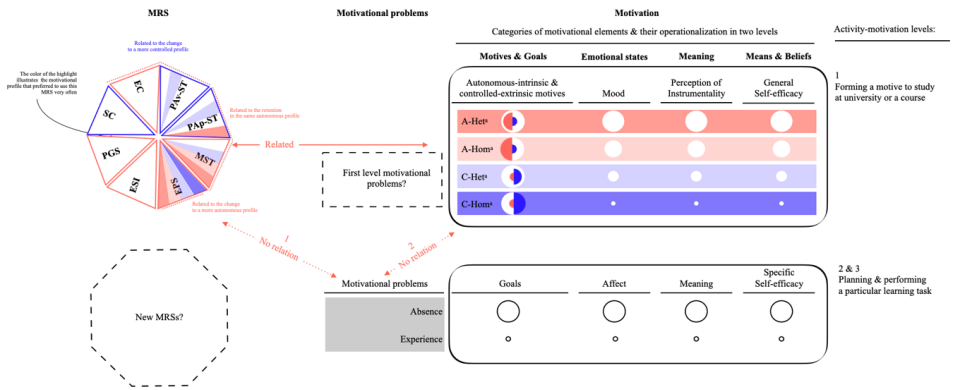 MRS
Motivational problems
Motivation
Categories of motivational elements & their operationalization in two levels
Activity-motivation levels:
Related to the change
to a more controlled profile
Motives & Goals
Emotional states
Meaning
Means & Beliefs
The color of the highlight
illustrates the motivational
profile that preferred to use this
MRS very often
EC
PAv-ST
SC
PAp-ST
PGS
MST
ESI
EPS
Related to the retention
in the same autonomous profile
Related to the change
to a more autonomous profile
Autonomous-intrinsic &
controlled-extrinsic motives
Mood
Perception of
Instrumentality
General
Self-efficacy
1
Forming a motive to study
at university or a course
Related
First level motivational
problems?
A-Hetª
A-Homª
C-Hetª
C-Homª
1
No relation
2
No relation
New MRSs?
Motivational problems
Goals
Affect
Meaning
Specific
Self-efficacy
2 & 3
Planning & performing
a particular learning task
Absence
Experience